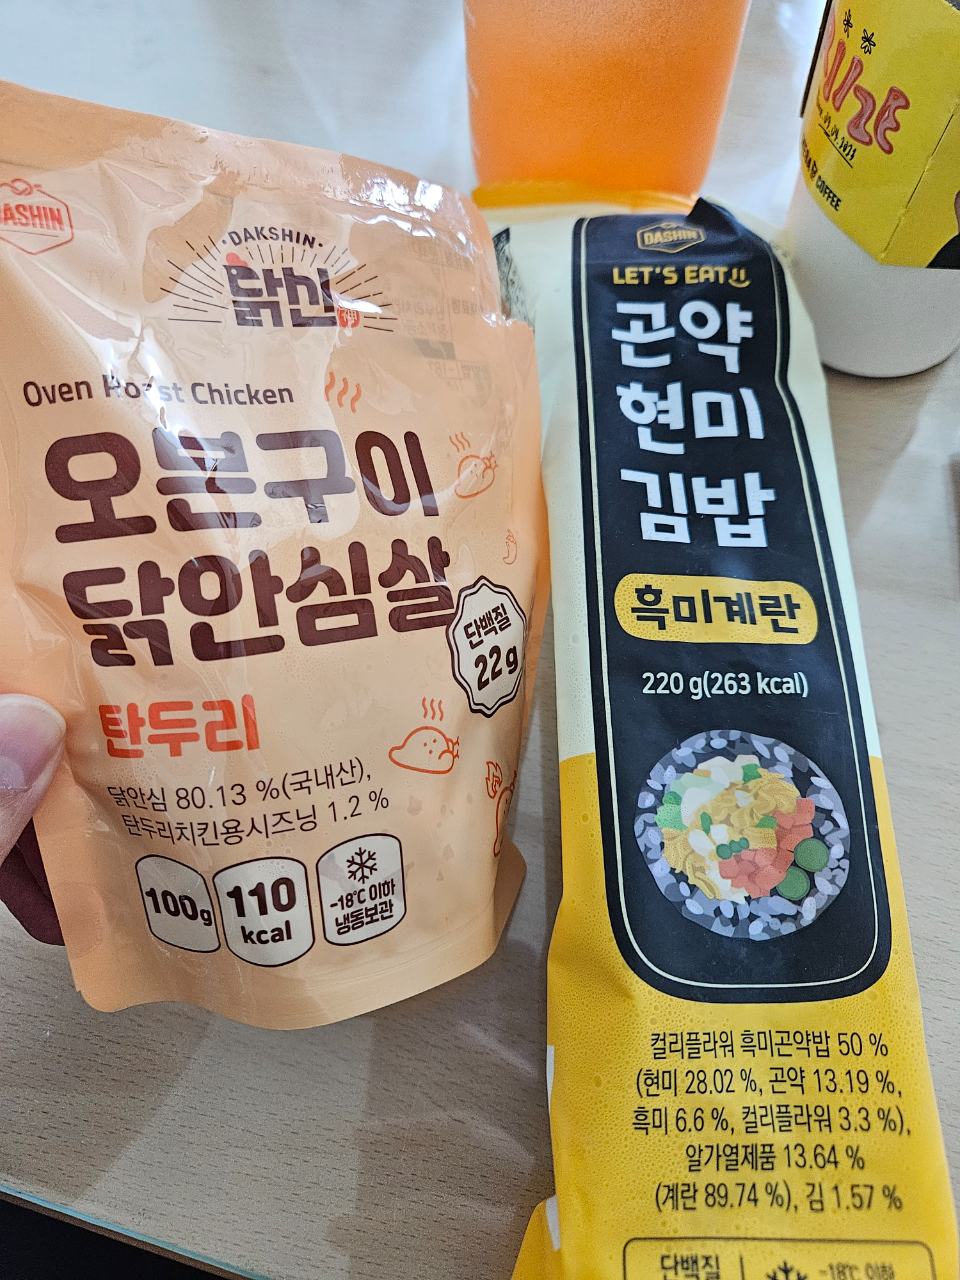 DASHIN
DAKSHIN
닭신
Oven Roast Chicken
오븐구이
닭안심살
단백질
22g
탄두리
닭안심 80.13 %(국내산),
탄두리치킨용시즈닝 1.2 %
100g
110
kcal
-18℃ 이하
냉동보관
DASHIN
LET'S EAT
곤약
현미
김밥
흑미계란
220 g(263 kcal)
컬리플라워 흑미곤약밥 50 %
(현미 28.02 %, 곤약 13.19 %,
흑미 6.6 %, 컬리플라워 3.3 %),
알가열제품 13.64 %
(계란 89.74 %), 김 1.57 %
단백질
-18℃ 이하
RIIZE
COFFEE